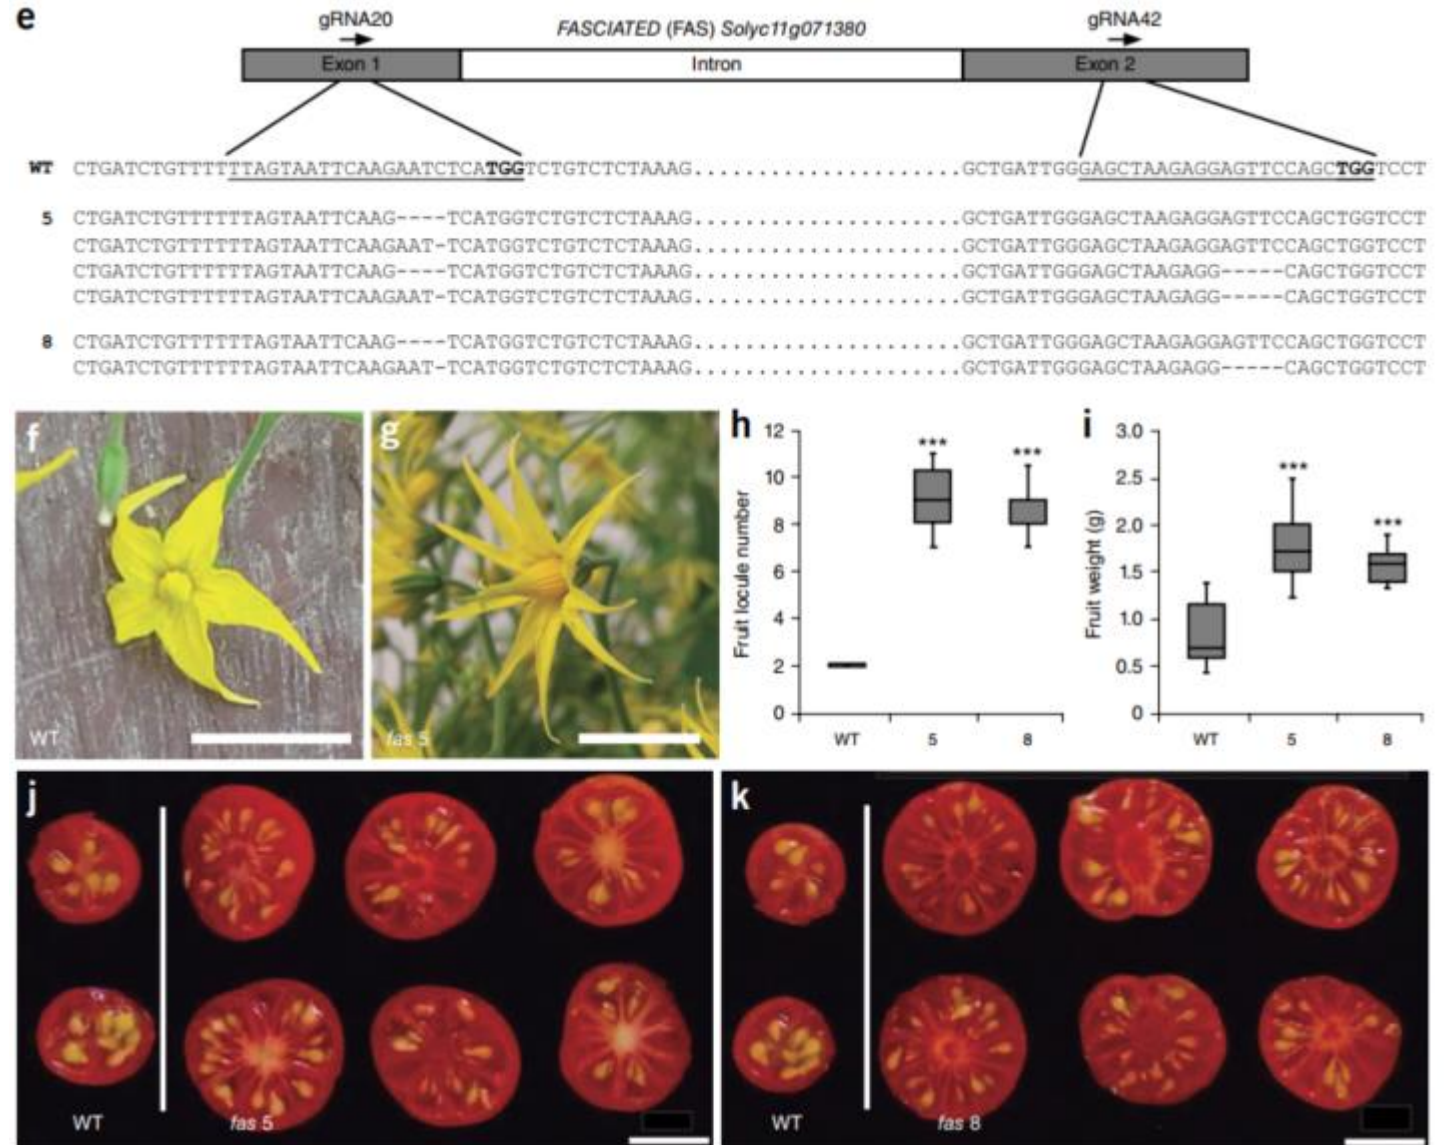 e
gRNA20 FASCIATED (FAS) Solyc11g071380 gRNA42
Exon 1 Intron Exon 2
WT CTGATCTGTTTTTTAGTAATTCAAGAATCTCATGGTCTGTCTCTAAAG.....................GCTGATTGGGAGCTAAGAGGAGTTCCAGCTGGTCCT
5 CTGATCTGTTTTTTAGTAATTCAAG----TCATGGTCTGTCTCTAAAG.....................GCTGATTGGGAGCTAAGAGGAGTTCCAGCTGGTCCT
CTGATCTGTTTTTTAGTAATTCAAGAAT-TCATGGTCTGTCTCTAAAG.....................GCTGATTGGGAGCTAAGAGGAGTTCCAGCTGGTCCT
CTGATCTGTTTTTTAGTAATTCAAG----TCATGGTCTGTCTCTAAAG.....................GCTGATTGGGAGCTAAGAGG-----CAGCTGGTCCT
CTGATCTGTTTTTTAGTAATTCAAGAAT-TCATGGTCTGTCTCTAAAG.....................GCTGATTGGGAGCTAAGAGG-----CAGCTGGTCCT
8 CTGATCTGTTTTTTAGTAATTCAAG----TCATGGTCTGTCTCTAAAG.....................GCTGATTGGGAGCTAAGAGGAGTTCCAGCTGGTCCT
CTGATCTGTTTTTTAGTAATTCAAGAAT-TCATGGTCTGTCTCTAAAG.....................GCTGATTGGGAGCTAAGAGG-----CAGCTGGTCCT
f
WT
g
fas 5
h
Fruit locule number
12
10
8
6
4
2
0
*** ***
WT 5 8
i
Fruit weight (g)
3.0
2.5
2.0
1.5
1.0
0.5
0
*** ***
WT 5 8
j
WT fas 5
k
WT fas 8